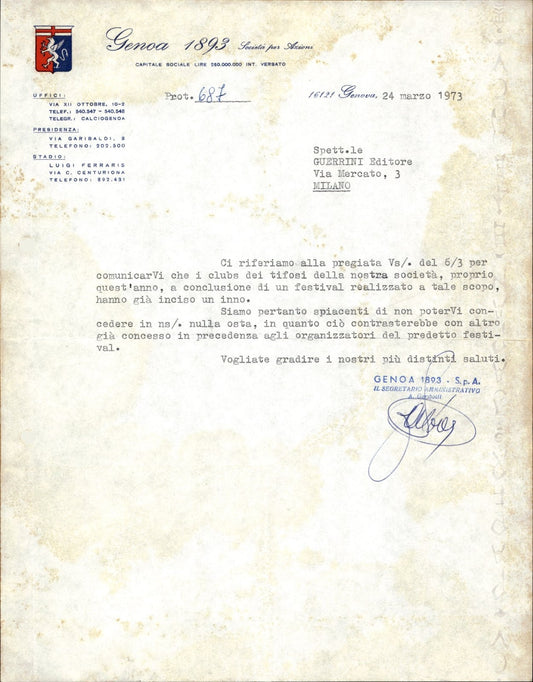 Genoa 1893 Società per Azioni
CAPITALE SOCIALE LIRE 260.000.000 INT. VERSATO
UFFICI:
VIA XII OTTOBRE, 10-2
TELEF.: 540.547 - 540.548
TELEGR.: CALCIOGENOA
PRESIDENZA:
VIA GARIBALDI, 2
TELEFONO: 202.500
STADIO:
LUIGI FERRARIS
VIA C. CENTURIONA
TELEFONO: 892.451
Prot. 687
16121 Genova, 24 marzo 1973
Spett.le
GUERRINI Editore
Via Mercato, 3
MILANO
Ci riferiamo alla pregiata Vs/. del 6/3 per
comunicarVi che i clubs dei tifosi della nostra società, proprio
quest'anno, a conclusione di un festival realizzato a tale scopo,
hanno già inciso un inno.
Siamo pertanto spiacenti di non poterVi con-
cedere in ns/. nulla osta, in quanto ciò contrasterebbe con altro
già concesso in precedenza agli organizzatori del predetto festi-
val.
Vogliate gradire i nostri più distinti saluti.
GENOA 1893 - S.p.A.
IL SEGRETARIO AMMINISTRATIVO
A.